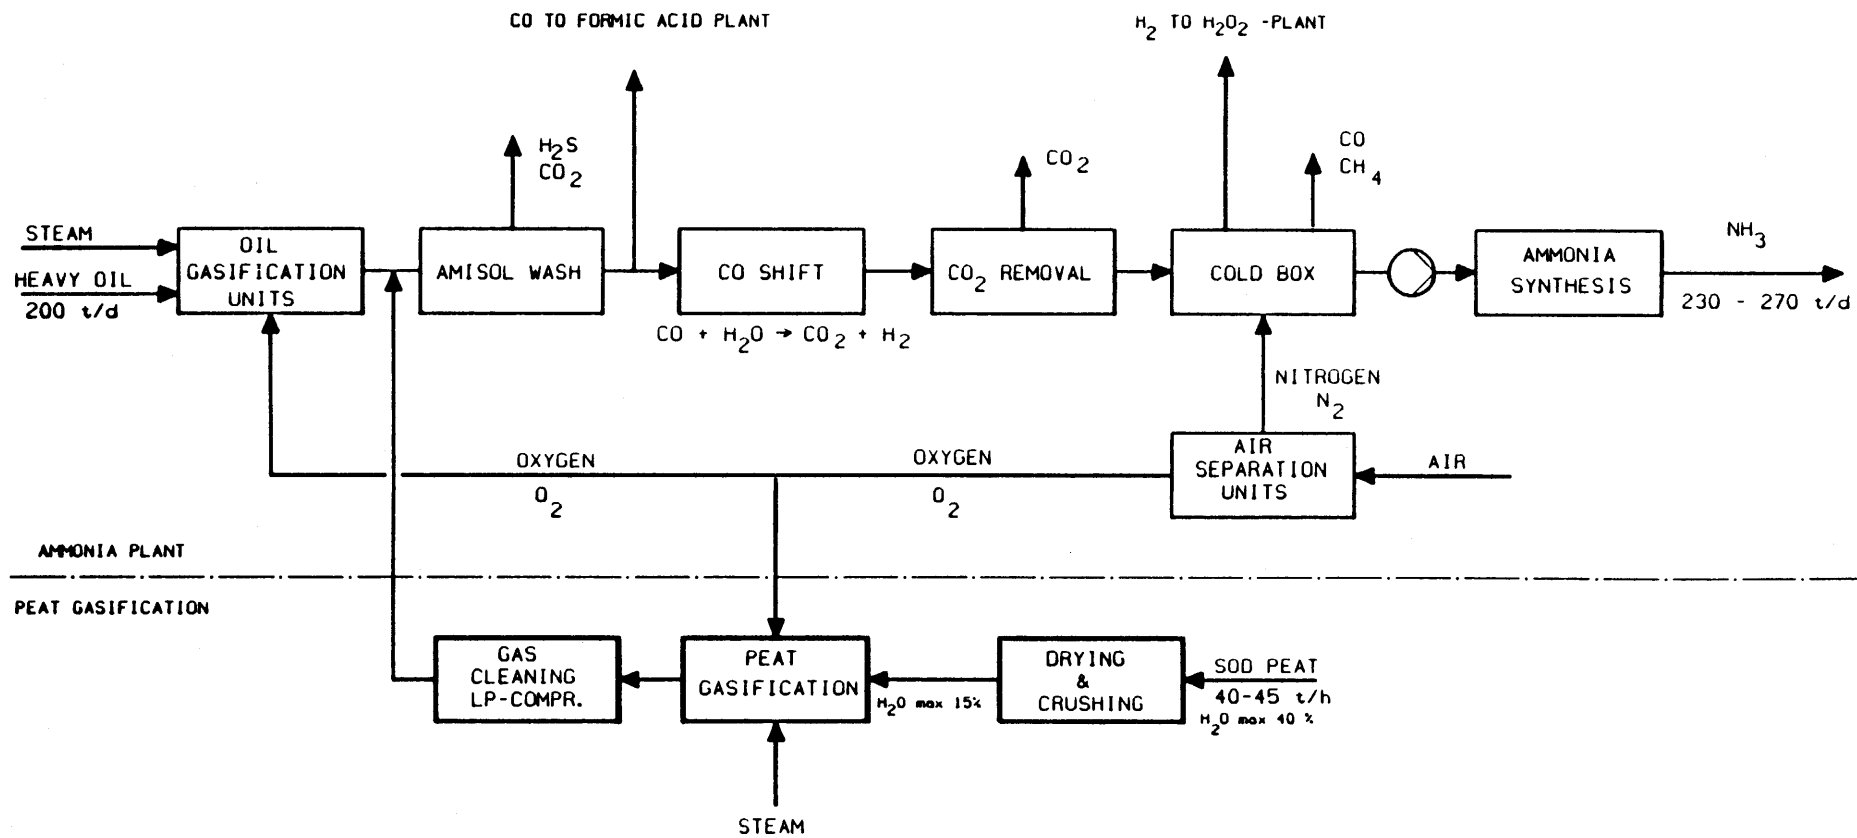 CO TO FORMIC ACID PLANT
H2 TO H2O2 -PLANT
H2S
CO2
CO2
CO
CH4
STEAM
HEAVY OIL
200 t/d
OIL
GASIFICATION
UNITS
AMISOL WASH
CO SHIFT
CO + H2O → CO2 + H2
CO2 REMOVAL
COLD BOX
AMMONIA
SYNTHESIS
NH3
230 - 270 t/d
NITROGEN
N2
OXYGEN
O2
OXYGEN
O2
AIR
SEPARATION
UNITS
AIR
AMMONIA PLANT
PEAT GASIFICATION
GAS
CLEANING
LP-COMPR.
PEAT
GASIFICATION
H2O max 15%
DRYING
&
CRUSHING
SOD PEAT
40-45 t/h
H2O max 40 %
STEAM